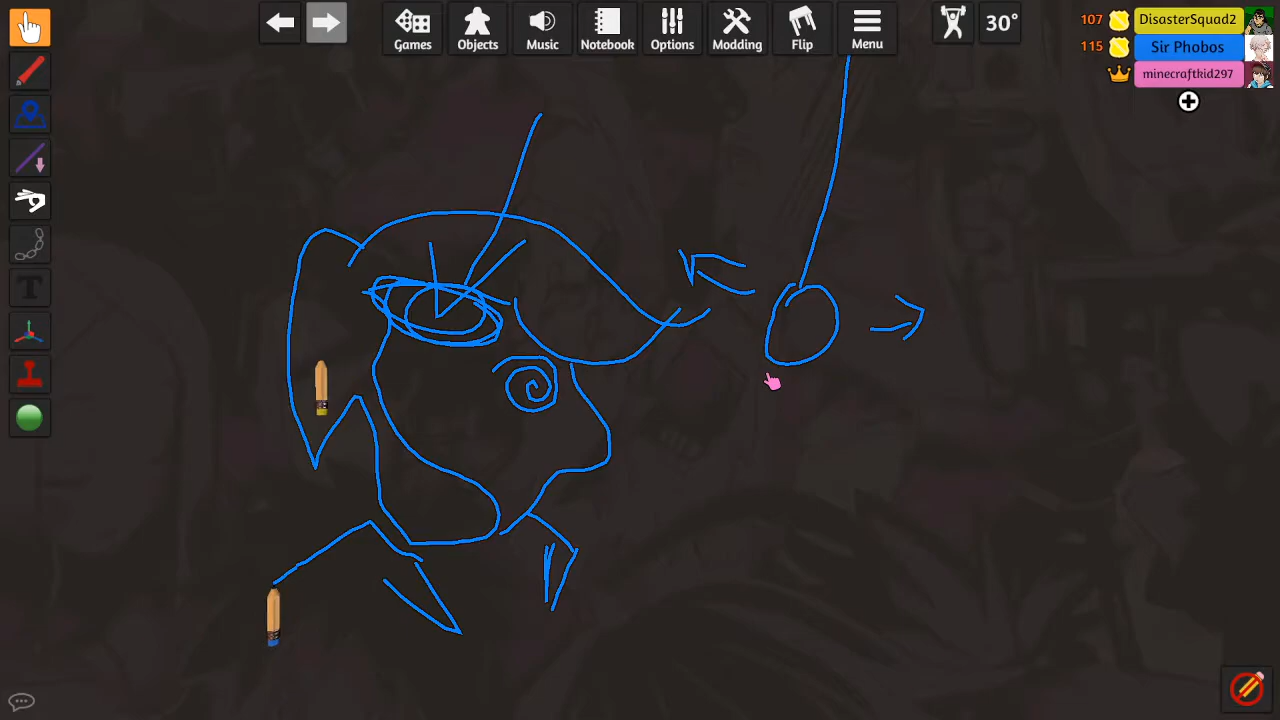 Games Objects Music Notebook Options Modding Flip Menu 30°
107 DisasterSquad2
115 Sir Phobos
minecraftkid297
T